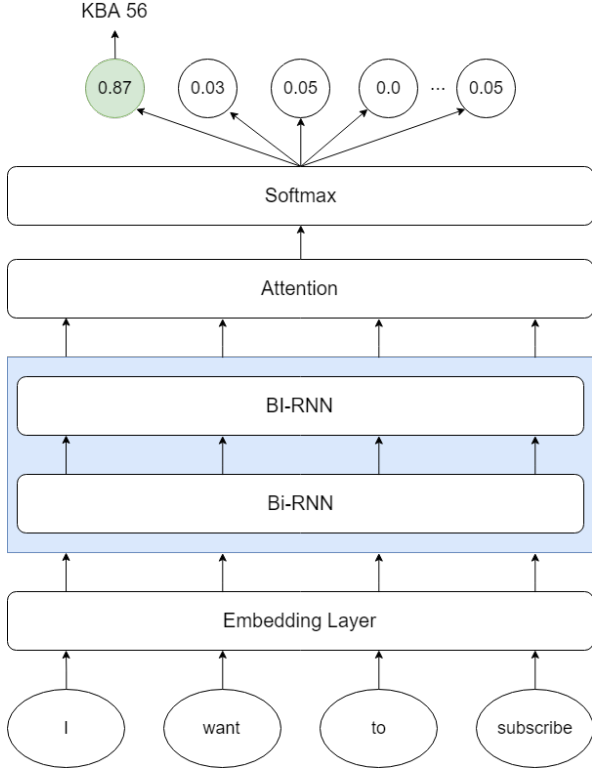 KBA 56
0.87 0.03 0.05 0.0 ... 0.05
Softmax
Attention
BI-RNN
Bi-RNN
Embedding Layer
I want to subscribe